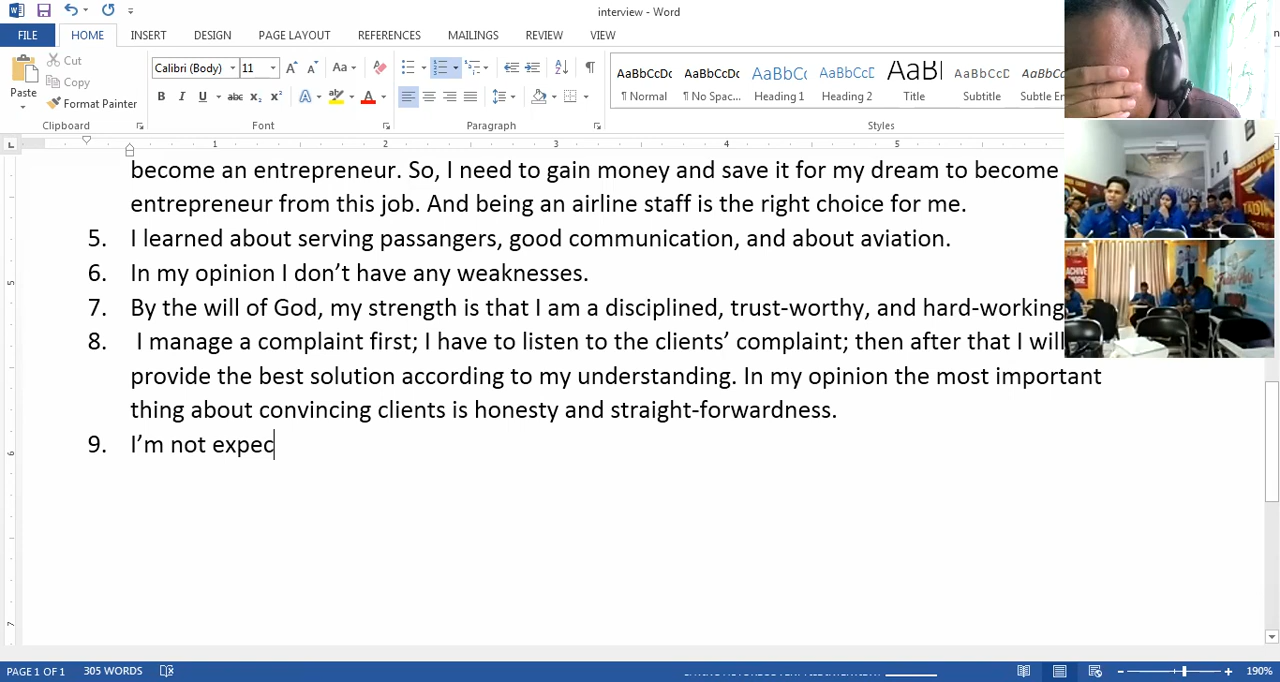 interview - Word
FILE HOME INSERT DESIGN PAGE LAYOUT REFERENCES MAILINGS REVIEW VIEW
Cut
Copy
Format Painter
Paste
Calibri (Body) 11
Clipboard Font Paragraph Styles
AaBbCcDc AaBbCcDc AaBbCc AaBbCcD AaBl AaBbCcD AaBbCcD
¶ Normal ¶ No Spac... Heading 1 Heading 2 Title Subtitle Subtle Em
become an entrepreneur. So, I need to gain money and save it for my dream to become
entrepreneur from this job. And being an airline staff is the right choice for me.
5. I learned about serving passangers, good communication, and about aviation.
6. In my opinion I don’t have any weaknesses.
7. By the will of God, my strength is that I am a disciplined, trust-worthy, and hard-working
8. I manage a complaint first; I have to listen to the clients’ complaint; then after that I will
provide the best solution according to my understanding. In my opinion the most important
thing about convincing clients is honesty and straight-forwardness.
9. I’m not expec
PAGE 1 OF 1 305 WORDS 190%